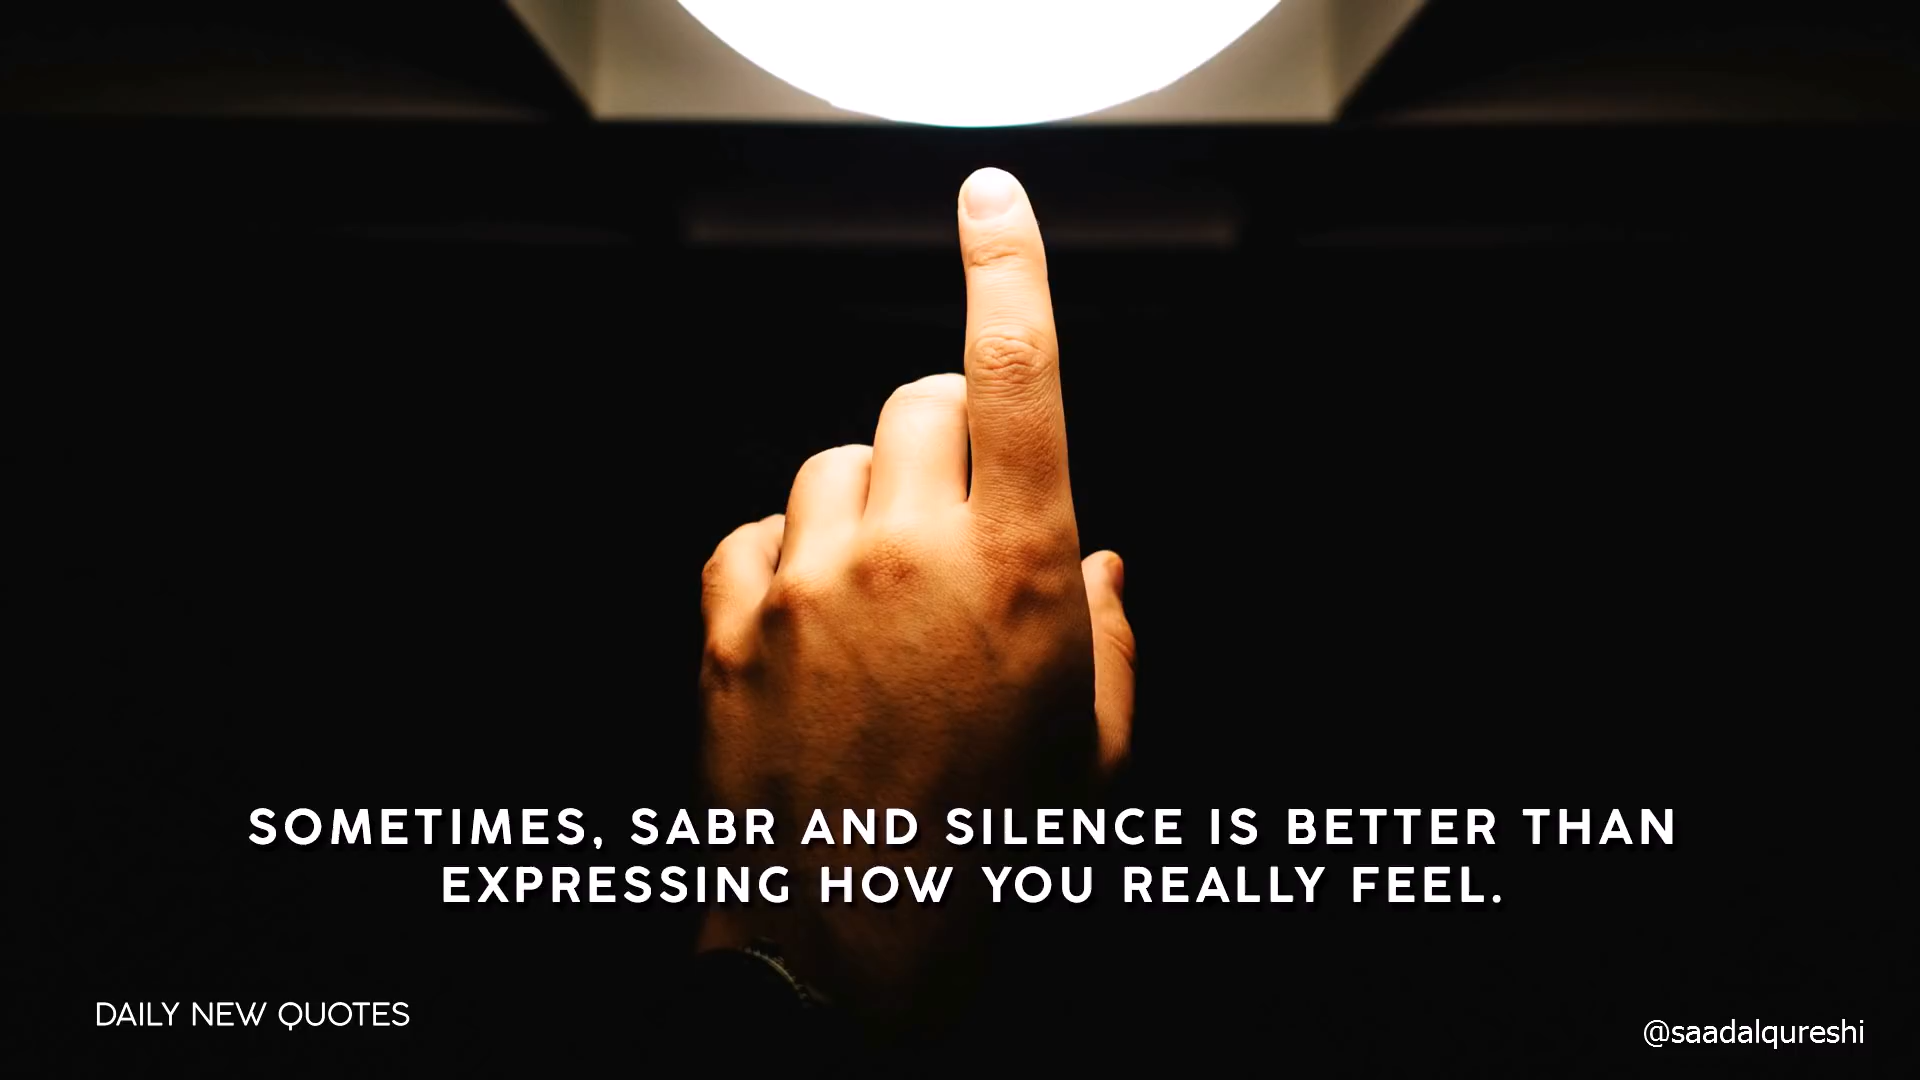 SOMETIMES, SABR AND SILENCE IS BETTER THAN
EXPRESSING HOW YOU REALLY FEEL.
DAILY NEW QUOTES
@saadalqureshi